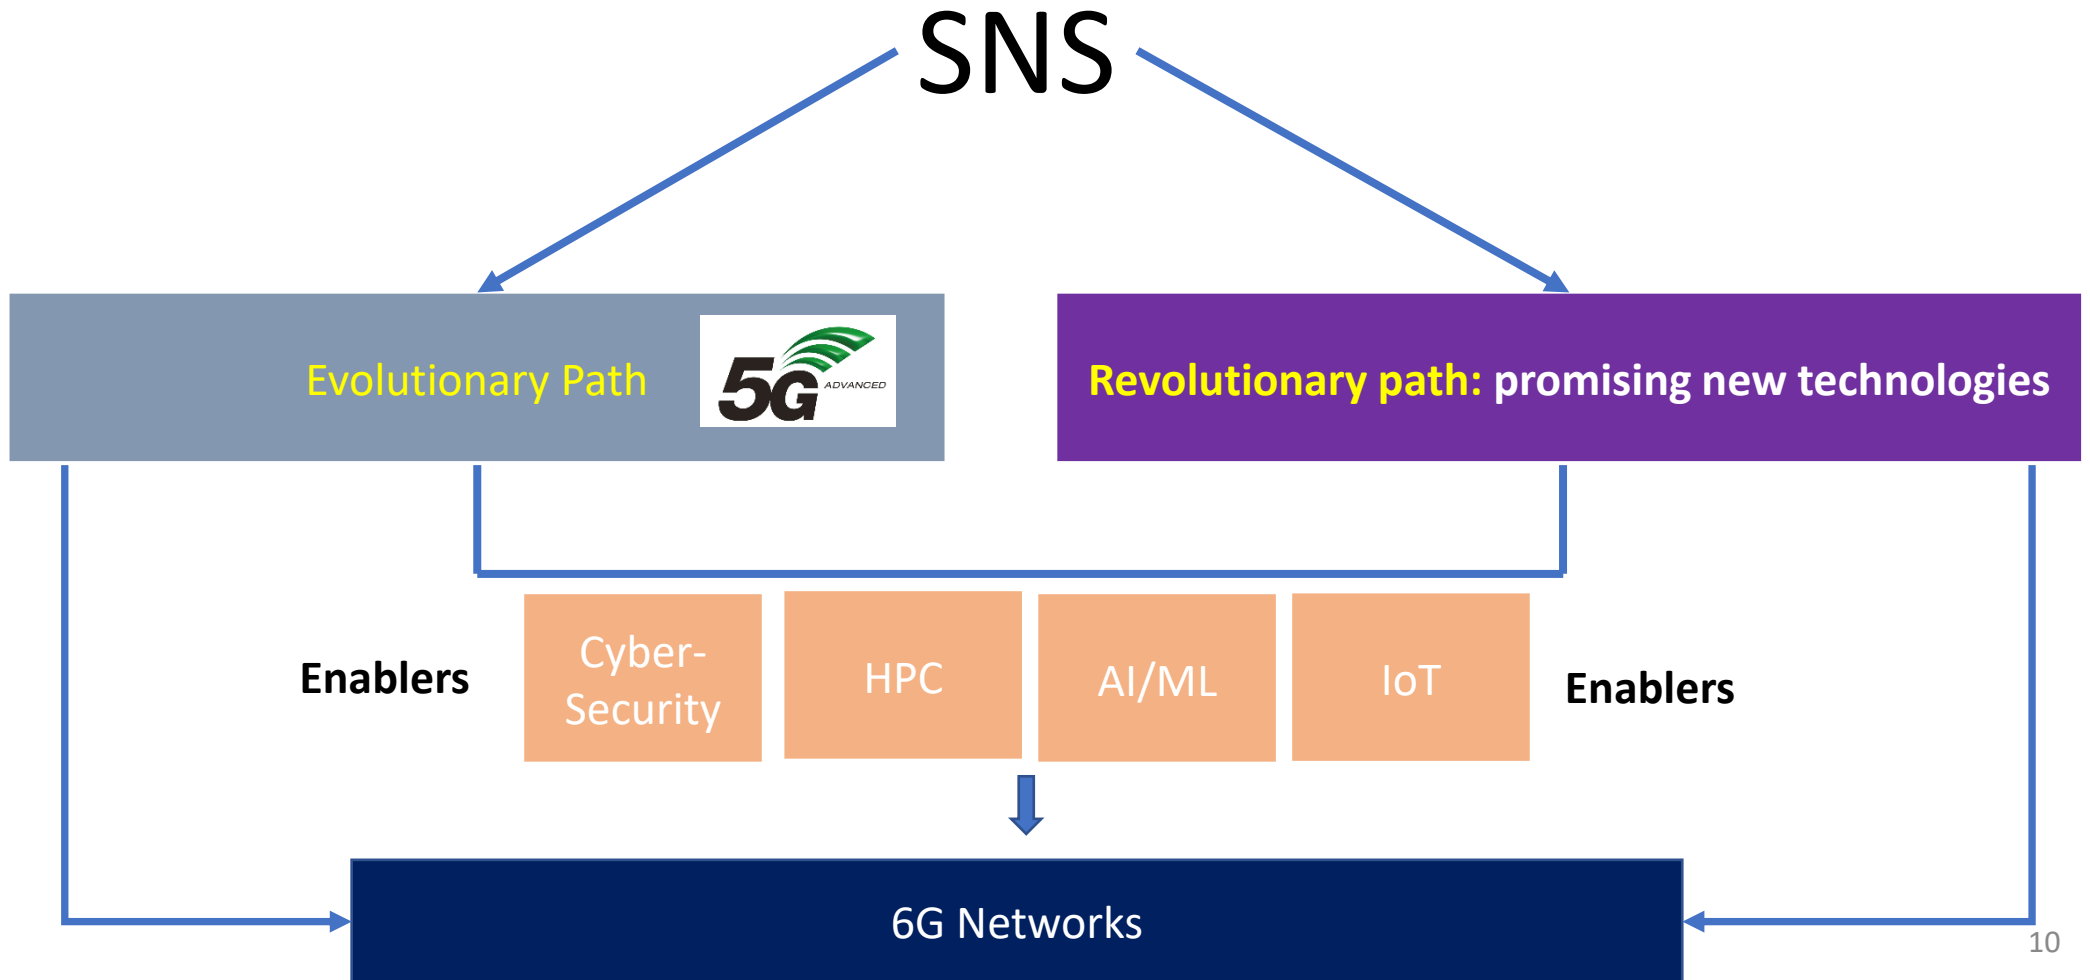 SNS
Evolutionary Path
5G ADVANCED
Revolutionary path: promising new technologies
Enablers
Cyber-
Security
HPC
AI/ML
IoT
Enablers
6G Networks
10